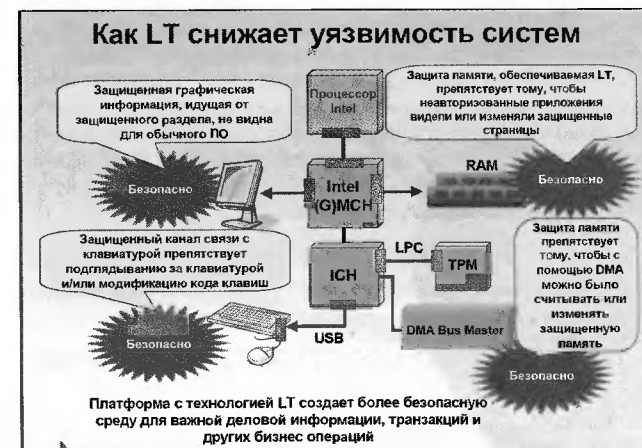 Как LT снижает уязвимость систем
Защищенная графическая
информация, идущая от
защищенного раздела, не видна
для обычного ПО
Безопасно
Процессор
Intel
Защита памяти, обеспечиваемая LT,
препятствует тому, чтобы
неавторизованные приложения
видели или изменяли защищенные
страницы
Intel
(G)MCH
RAM
Безопасно
Защищенный канал связи с
клавиатурой препятствует
подглядыванию за клавиатурой
и/или модификацию кода клавиш
Безопасно
USB
ICH
LPC
TPM
DMA Bus Master
Защита памяти
препятствует
тому, чтобы с
помощью DMA
можно было
считывать или
изменять
защищенную
память
Безопасно
Платформа с технологией LT создает более безопасную
среду для важной деловой информации, транзакций и
других бизнес операций